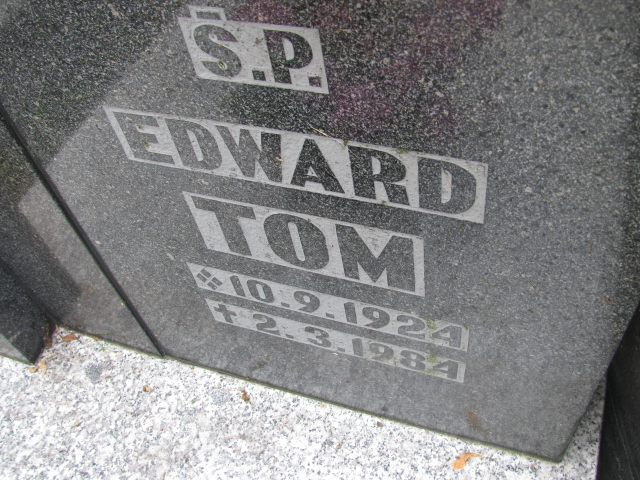 Ś.P.
EDWARD
TOM
* 10.9.1924
† 2.3.1984